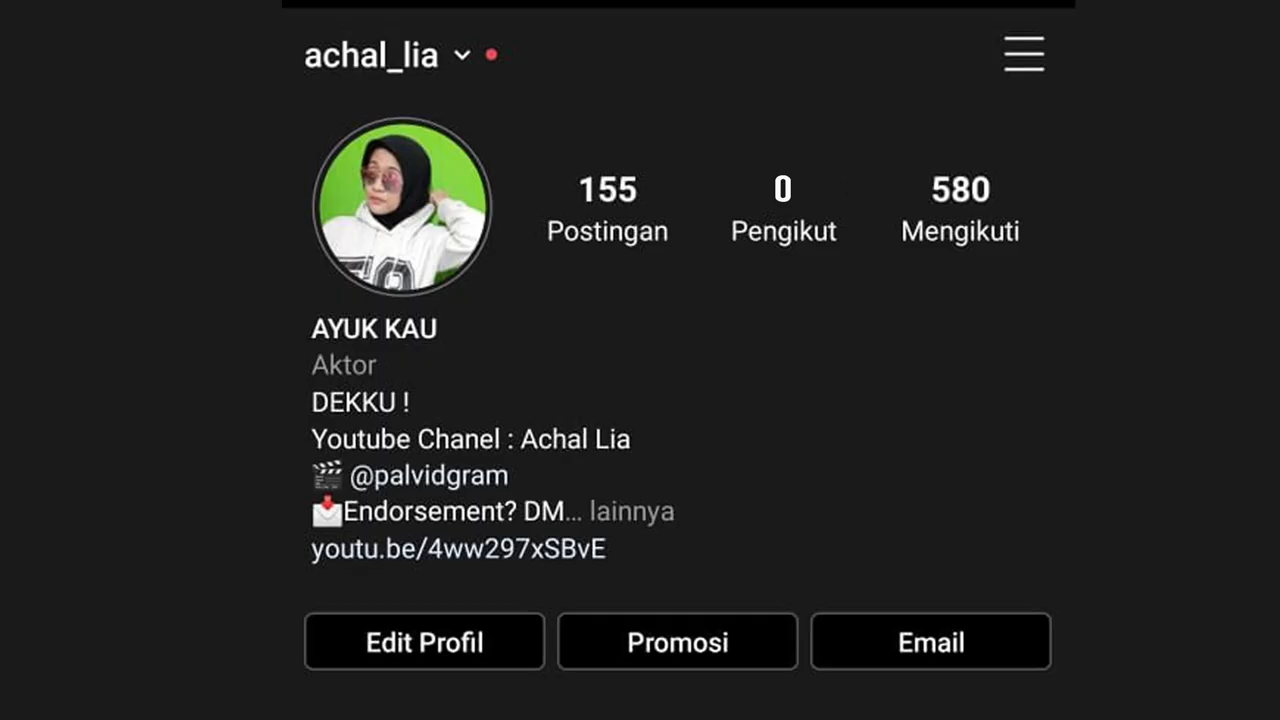 achal_lia
155 0 580
Postingan Pengikut Mengikuti
AYUK KAU
Aktor
DEKKU !
Youtube Chanel : Achal Lia
🎬 @palvidgram
📩Endorsement? DM... lainnya
youtu.be/4ww297xSBvE
Edit Profil Promosi Email